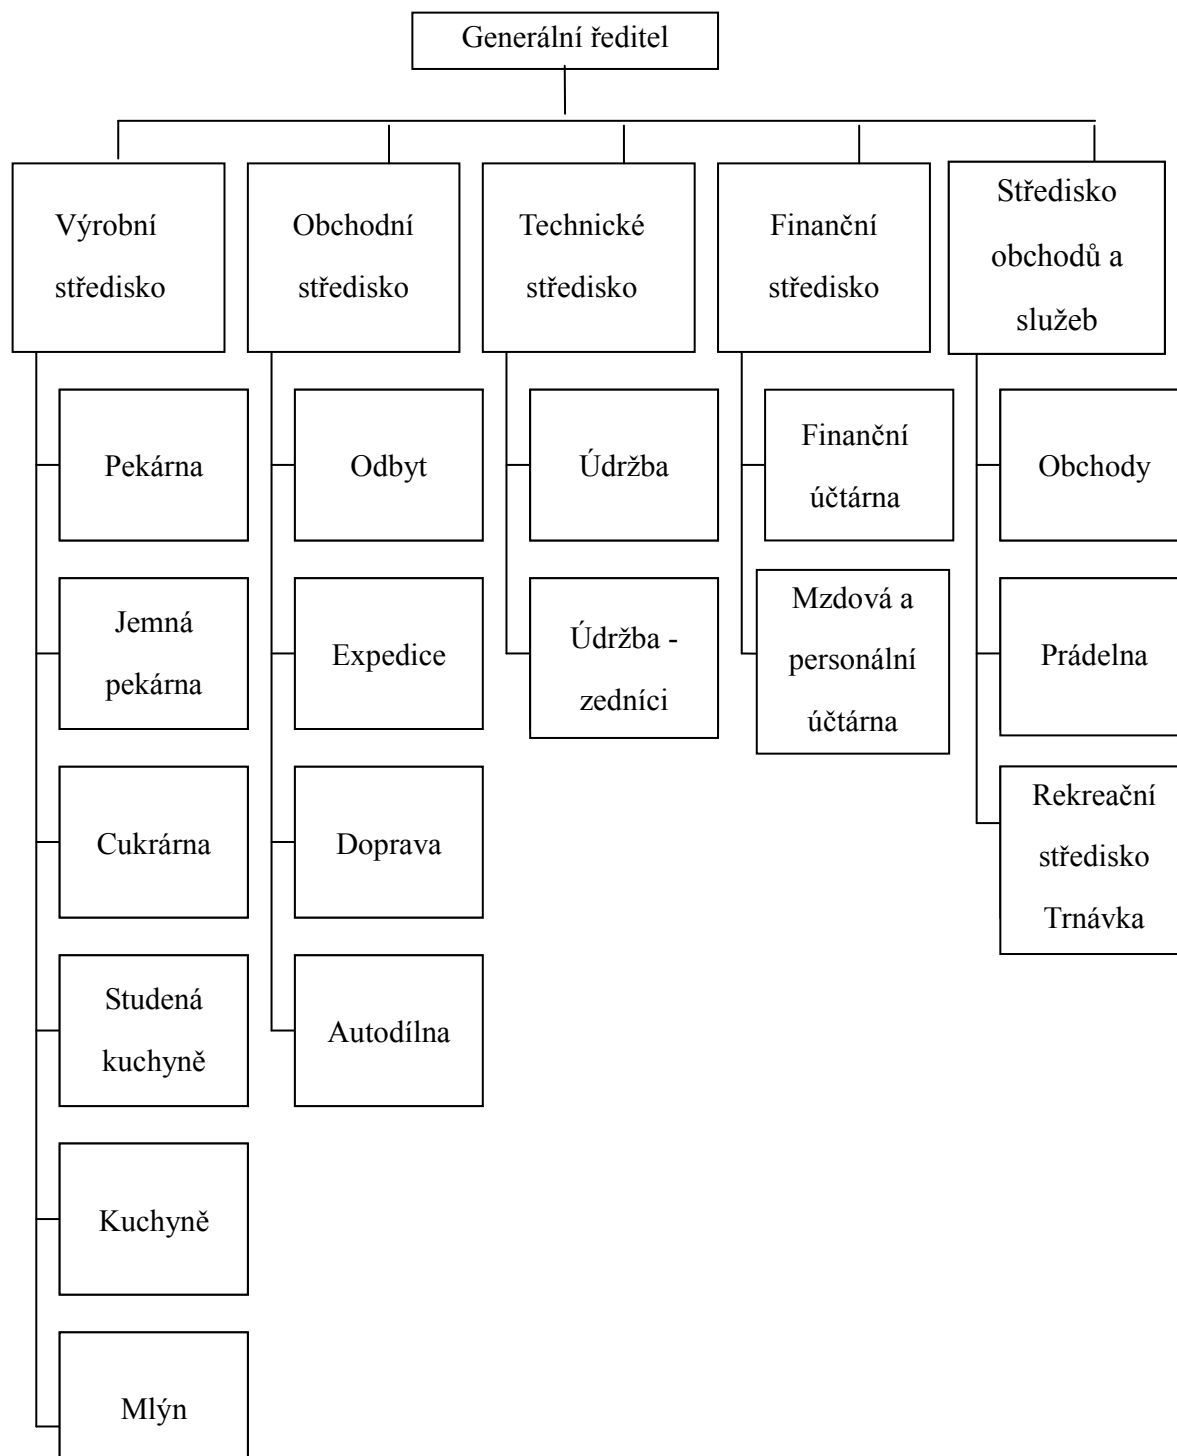 Generální ředitel
Výrobní
středisko
Obchodní
středisko
Technické
středisko
Finanční
středisko
Středisko
obchodů a
služeb
Pekárna
Jemná
pekárna
Cukrárna
Studená
kuchyně
Kuchyně
Mlýn
Odbyt
Expedice
Doprava
Autodílna
Údržba
Údržba -
zedníci
Finanční
účtárna
Mzdová a
personální
účtárna
Obchody
Prádelna
Rekreační
středisko
Trnávka